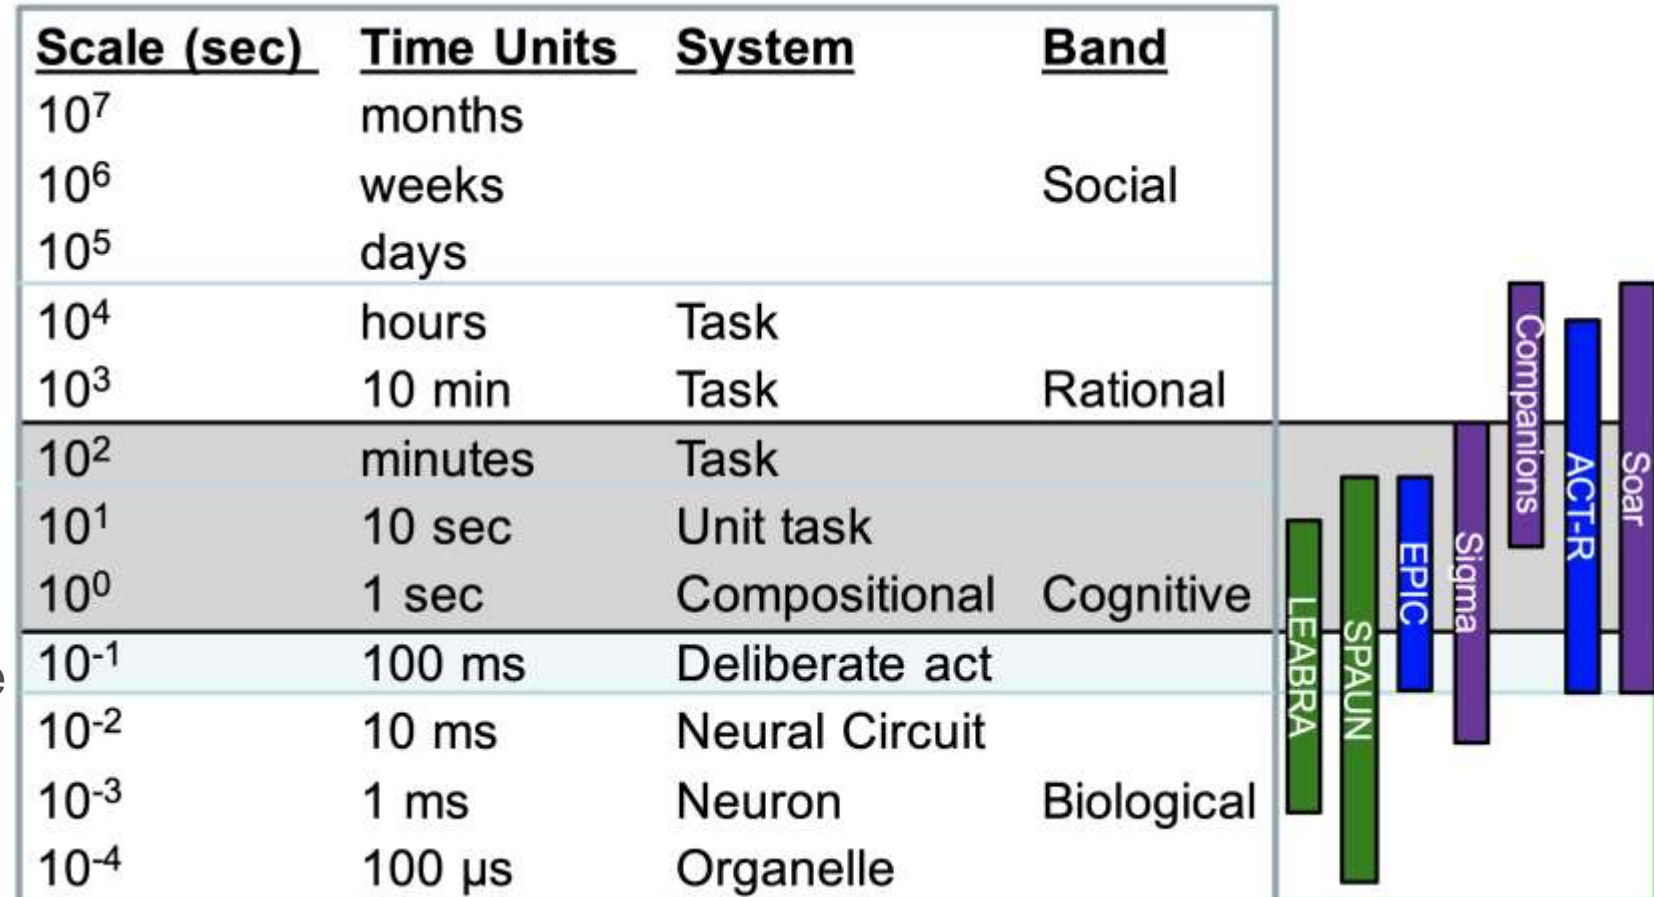 Scale (sec) Time Units System Band
10⁷ months
10⁶ weeks Social
10⁵ days
10⁴ hours Task
10³ 10 min Task Rational
10² minutes Task
10¹ 10 sec Unit task
10⁰ 1 sec Compositional Cognitive
e 10⁻¹ 100 ms Deliberate act
10⁻² 10 ms Neural Circuit
10⁻³ 1 ms Neuron Biological
10⁻⁴ 100 µs Organelle
LEABRA
SPAUN
EPIC
Sigma
Companions
ACT-R
Soar